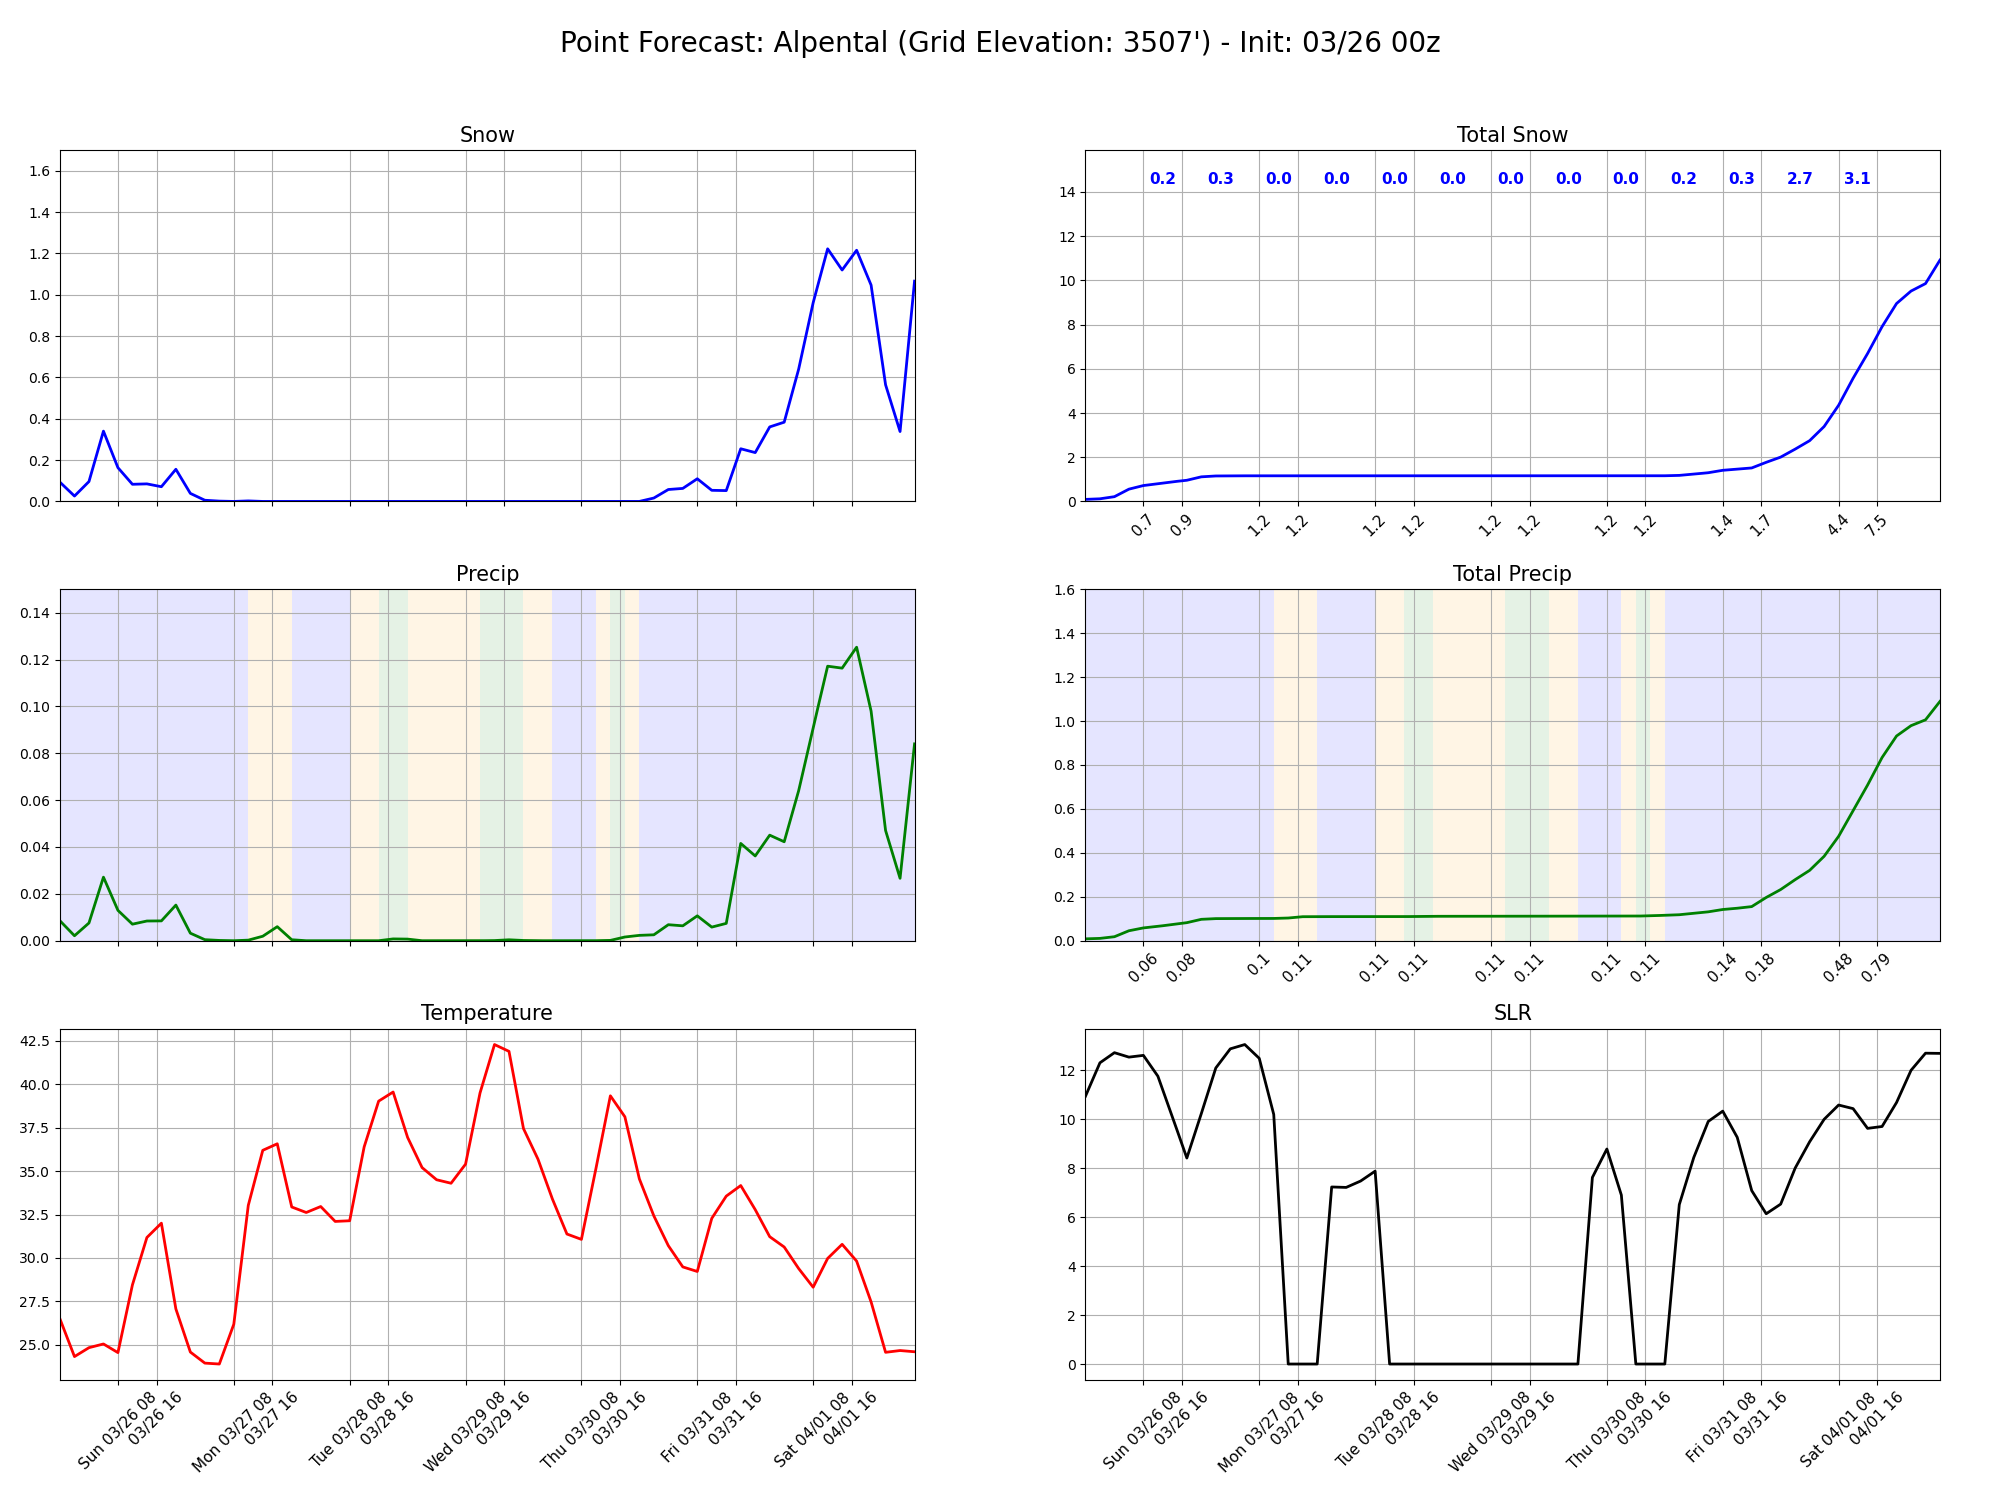 Point Forecast: Alpental (Grid Elevation: 3507') - Init: 03/26 00z
Snow
1.6
1.4
1.2
1.0
0.8
0.6
0.4
0.2
0.0
Total Snow
0.2 0.3 0.0 0.0 0.0 0.0 0.0 0.0 0.0 0.2 0.3 2.7 3.1
14
12
10
8
6
4
2
0
0.7 0.9 1.2 1.2 1.2 1.2 1.2 1.2 1.2 1.2 1.4 1.7 4.4 7.5
Precip
0.14
0.12
0.10
0.08
0.06
0.04
0.02
0.00
Total Precip
1.6
1.4
1.2
1.0
0.8
0.6
0.4
0.2
0.0
0.06 0.08 0.1 0.11 0.11 0.11 0.11 0.11 0.11 0.11 0.14 0.18 0.48 0.79
Temperature
42.5
40.0
37.5
35.0
32.5
30.0
27.5
25.0
Sun 03/26 08
03/26 16
Mon 03/27 08
03/27 16
Tue 03/28 08
03/28 16
Wed 03/29 08
03/29 16
Thu 03/30 08
03/30 16
Fri 03/31 08
03/31 16
Sat 04/01 08
04/01 16
SLR
12
10
8
6
4
2
0
Sun 03/26 08
03/26 16
Mon 03/27 08
03/27 16
Tue 03/28 08
03/28 16
Wed 03/29 08
03/29 16
Thu 03/30 08
03/30 16
Fri 03/31 08
03/31 16
Sat 04/01 08
04/01 16